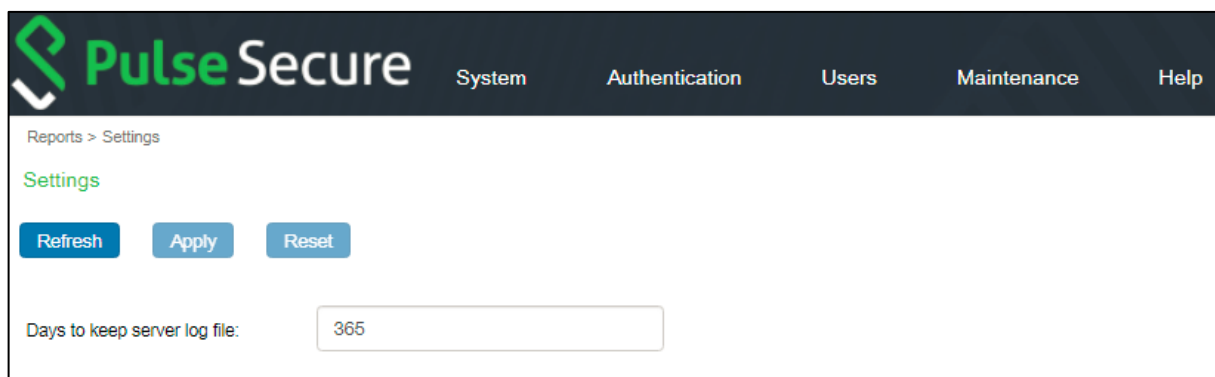 Pulse Secure System Authentication Users Maintenance Help
Reports > Settings
Settings
Refresh Apply Reset
Days to keep server log file: 365